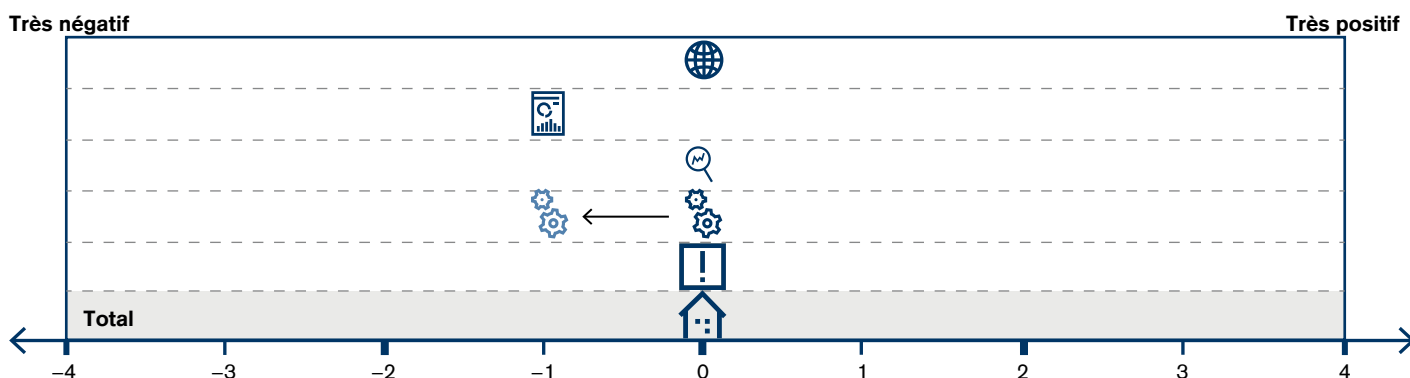 Très négatif Très positif
!
Total
–4 –3 –2 –1 0 1 2 3 4